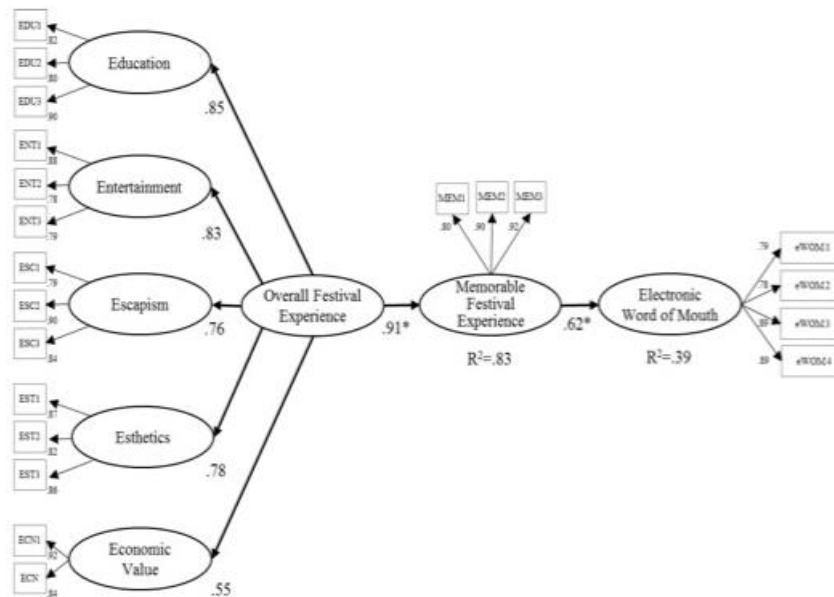 EDU1
.82
EDU2
.80
EDU3
.90
Education
.85
ENT1
.88
ENT2
.78
ENT3
.79
Entertainment
.83
ESC1
.79
ESC2
.90
ESC3
.84
Escapism
.76
EST1
.87
EST2
.82
EST3
.86
Esthetics
.78
ECN1
.92
ECN
.84
Economic
Value
.55
Overall Festival
Experience
.91*
MEM1
MEM2
MEM3
.80
.90
.92
Memorable
Festival
Experience
R²=.83
.62*
Electronic
Word of Mouth
R²=.39
.79
eWOM1
.78
eWOM2
.89
eWOM3
.89
eWOM4